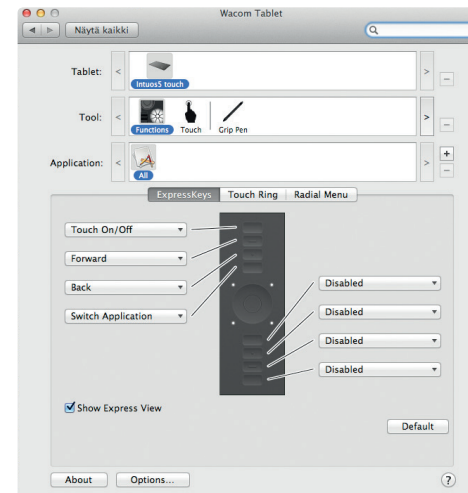 Wacom Tablet
Näytä kaikki
Tablet:
Intuos5 touch
Tool:
Functions Touch Grip Pen
Application:
All
ExpressKeys Touch Ring Radial Menu
Touch On/Off
Forward
Back
Switch Application
Disabled
Disabled
Disabled
Disabled
Show Express View
Default
About Options... ?